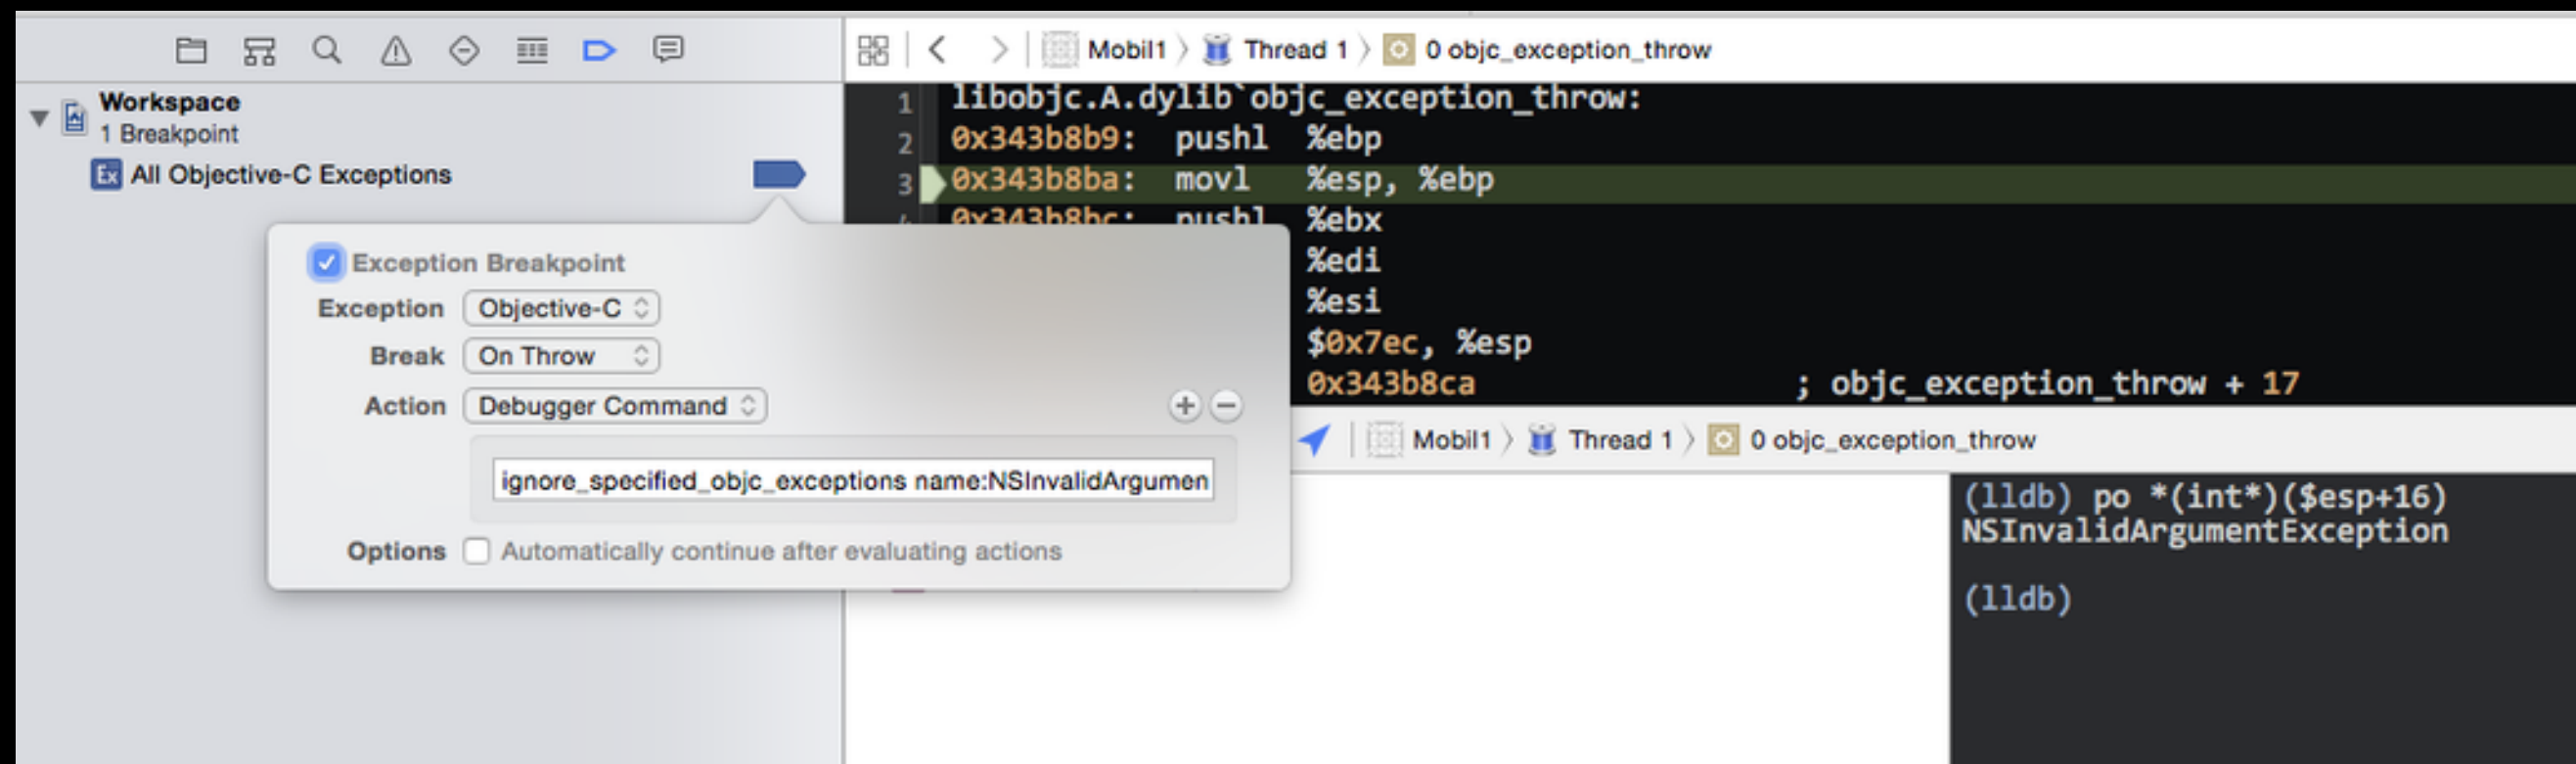 Mobil1 Thread 1 0 objc_exception_throw
Workspace
1 Breakpoint
Ex All Objective-C Exceptions
1 libobjc.A.dylib`objc_exception_throw:
2 0x343b8b9: pushl %ebp
3 0x343b8ba: movl %esp, %ebp
0x343b8bc: pushl %ebx
%edi
%esi
$0x7ec, %esp
0x343b8ca ; objc_exception_throw + 17
Exception Breakpoint
Exception Objective-C
Break On Throw
Action Debugger Command
ignore_specified_objc_exceptions name:NSInvalidArgumen
Options Automatically continue after evaluating actions
Mobil1 Thread 1 0 objc_exception_throw
(lldb) po *(int*)($esp+16)
NSInvalidArgumentException
(lldb)